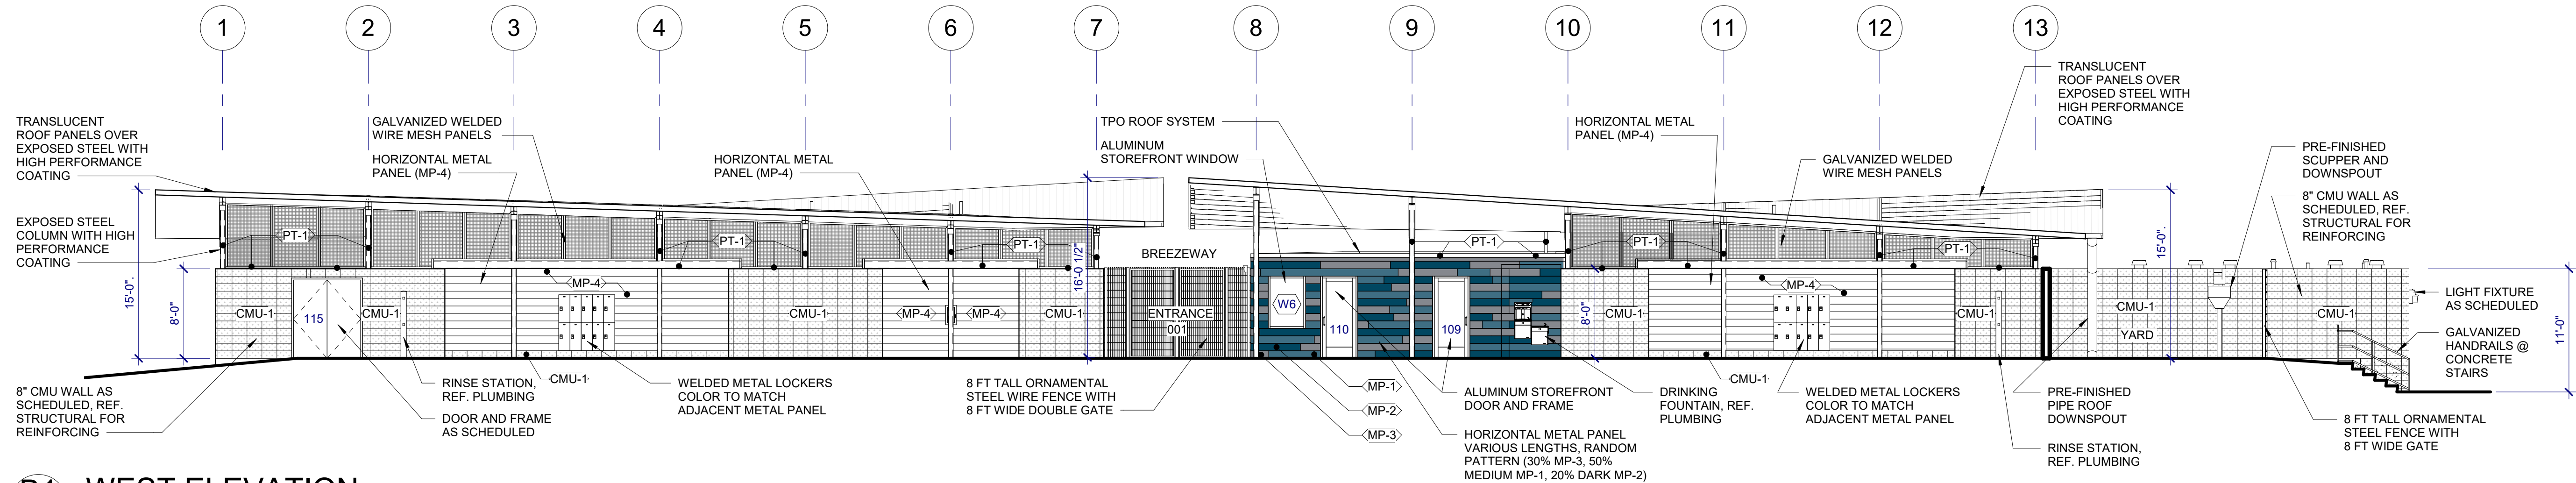 1 2 3 4 5 6 7 8 9 10 11 12 13
TRANSLUCENT
ROOF PANELS OVER
EXPOSED STEEL WITH
HIGH PERFORMANCE
COATING
EXPOSED STEEL
COLUMN WITH HIGH
PERFORMANCE
COATING
GALVANIZED WELDED
WIRE MESH PANELS
HORIZONTAL METAL
PANEL (MP-4)
HORIZONTAL METAL
PANEL (MP-4)
TPO ROOF SYSTEM
ALUMINUM
STOREFRONT WINDOW
HORIZONTAL METAL
PANEL (MP-4)
GALVANIZED WELDED
WIRE MESH PANELS
TRANSLUCENT
ROOF PANELS OVER
EXPOSED STEEL WITH
HIGH PERFORMANCE
COATING
PRE-FINISHED
SCUPPER AND
DOWNSPOUT
8" CMU WALL AS
SCHEDULED, REF.
STRUCTURAL FOR
REINFORCING
LIGHT FIXTURE
AS SCHEDULED
GALVANIZED
HANDRAILS @
CONCRETE
STAIRS
PT-1 PT-1 PT-1 PT-1 PT-1 PT-1
BREEZEWAY
15'-0".
8'-0"
16'-0 1/2"
8'-0"
15'-0".
11'-0"
MP-4 MP-4
CMU-1 115 CMU-1 CMU-1 MP-4 MP-4 CMU-1
ENTRANCE
001
W6
110 109
CMU-1 CMU-1 CMU-1 CMU-1
YARD
CMU-1 CMU-1
8" CMU WALL AS
SCHEDULED, REF.
STRUCTURAL FOR
REINFORCING
RINSE STATION,
REF. PLUMBING
DOOR AND FRAME
AS SCHEDULED
WELDED METAL LOCKERS
COLOR TO MATCH
ADJACENT METAL PANEL
8 FT TALL ORNAMENTAL
STEEL WIRE FENCE WITH
8 FT WIDE DOUBLE GATE
MP-1
MP-2
MP-3
ALUMINUM STOREFRONT
DOOR AND FRAME
HORIZONTAL METAL PANEL
VARIOUS LENGTHS, RANDOM
PATTERN (30% MP-3, 50%
MEDIUM MP-1, 20% DARK MP-2)
DRINKING
FOUNTAIN, REF.
PLUMBING
WELDED METAL LOCKERS
COLOR TO MATCH
ADJACENT METAL PANEL
PRE-FINISHED
PIPE ROOF
DOWNSPOUT
RINSE STATION,
REF. PLUMBING
8 FT TALL ORNAMENTAL
STEEL FENCE WITH
8 FT WIDE GATE
WEST ELEVATION